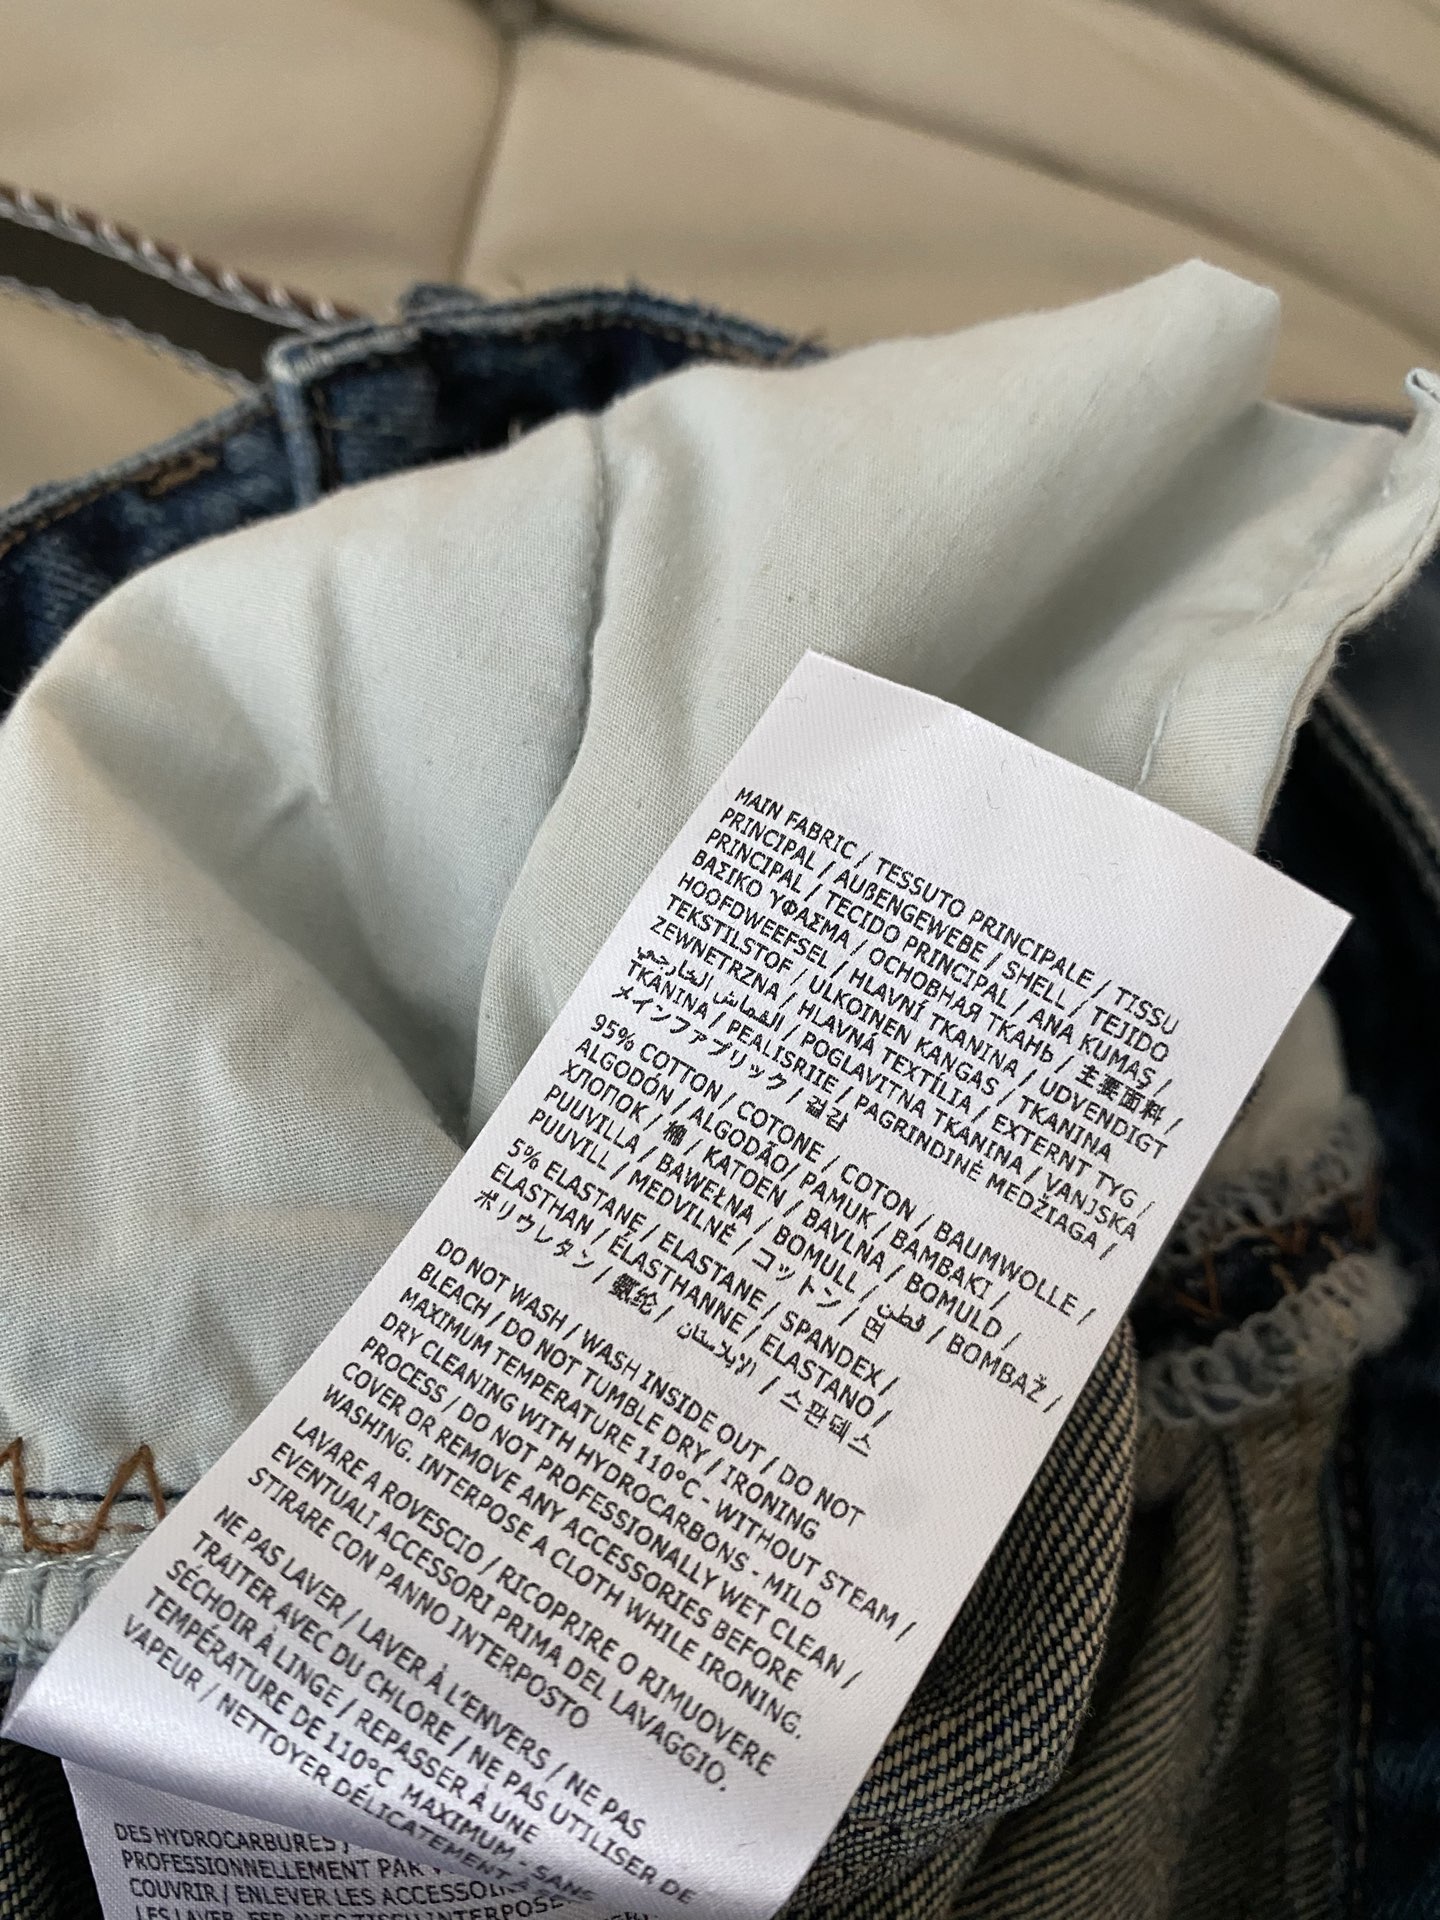 MAIN FABRIC / TESSUTO PRINCIPALE / TISSU
PRINCIPAL / AUßENGEWEBE / SHELL / TEJIDO
PRINCIPAL / TECIDO PRINCIPAL / ANA KUMAŞ /
ΒΑΣΙΚΟ ΎΦΑΣΜΑ / ОСНОВНАЯ ТКАНЬ / 主要面料 /
HOOFDWEEFSEL / HLAVNÍ TKANINA / UDVENDIGT
TEKSTILSTOF / ULKOINEN KANGAS / TKANINA
ZEWNETRZNA / HLAVNÁ TEXTÍLIA / EXTERNT TYG /
القماش الخارجي / POGLAVITNA TKANINA / VANJSKA
TKANINA / PEALISRIIE / PAGRINDINĖ MEDŽIAGA /
メインファブリック / 겉감
95% COTTON / COTONE / COTON / BAUMWOLLE /
ALGODÓN / ALGODÃO/ PAMUK / BAMBAKI /
ХЛОПОК / 棉 / KATOEN / BAVLNA / BOMULD /
PUUVILLA / BAWEŁNA / BOMULL / قطن / BOMBAŽ /
PUUVILL / MEDVILNĖ / コットン / 면
5% ELASTANE / ELASTANE / SPANDEX /
ELASTHAN / ÉLASTHANNE / ELASTANO /
ポリウレタン / 氨纶 / الايلاستان / 스판덱스
DO NOT WASH / WASH INSIDE OUT / DO NOT
BLEACH / DO NOT TUMBLE DRY / IRONING
MAXIMUM TEMPERATURE 110°C - WITHOUT STEAM /
DRY CLEANING WITH HYDROCARBONS - MILD
PROCESS / DO NOT PROFESSIONALLY WET CLEAN /
COVER OR REMOVE ANY ACCESSORIES BEFORE
WASHING. INTERPOSE A CLOTH WHILE IRONING.
LAVARE A ROVESCIO / RICOPRIRE O RIMUOVERE
EVENTUALI ACCESSORI PRIMA DEL LAVAGGIO.
STIRARE CON PANNO INTERPOSTO
NE PAS LAVER / LAVER À L'ENVERS / NE PAS
TRAITER AVEC DU CHLORE / NE PAS UTILISER DE
SÉCHOIR À LINGE / REPASSER À UNE
TEMPÉRATURE DE 110°C MAXIMUM - SANS
VAPEUR / NETTOYER DÉLICATEMENT
DES HYDROCARBURES /
PROFESSIONNELLEMENT PAR
COUVRIR / ENLEVER LES
LES LAVER. FER AVEC TISSU